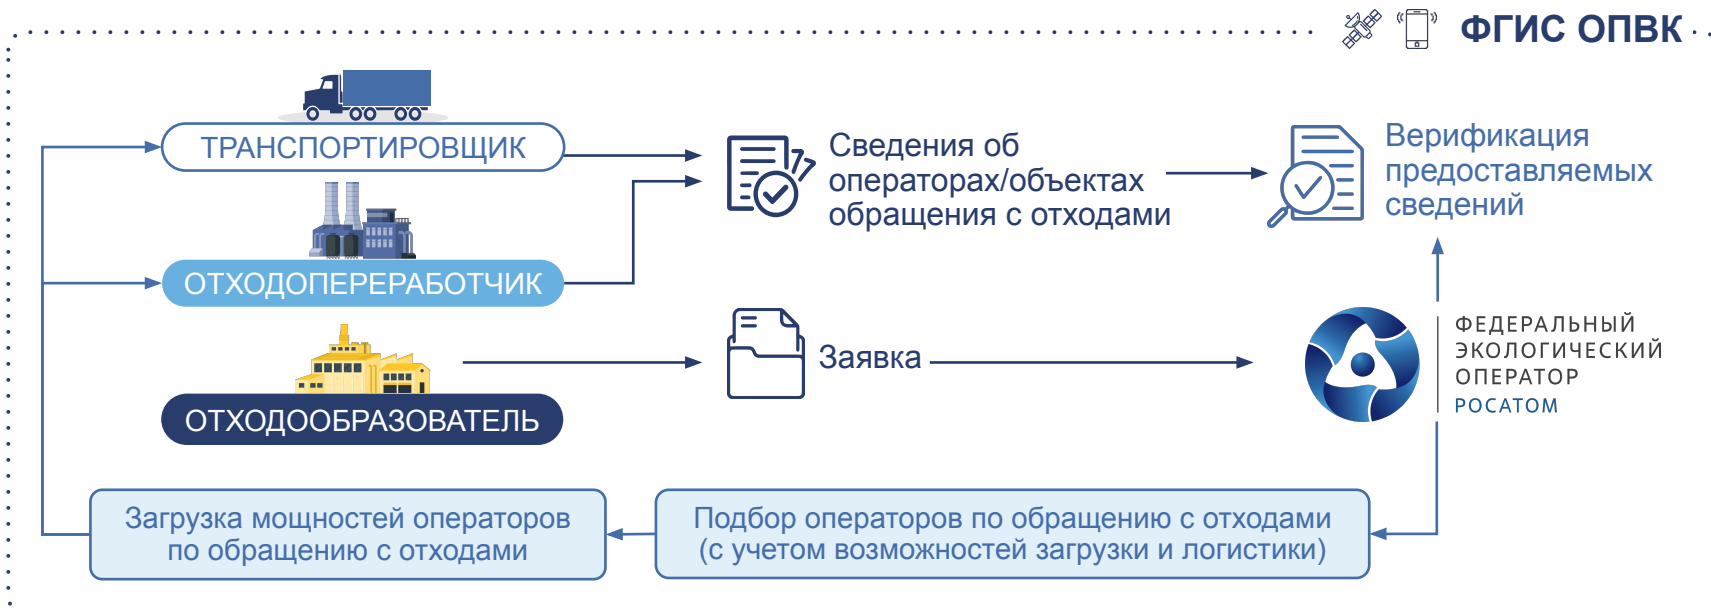 ФГИС ОПВК
ТРАНСПОРТИРОВЩИК
Сведения об
операторах/объектах
обращения с отходами
Верификация
предоставляемых
сведений
ОТХОДОПЕРЕРАБОТЧИК
Заявка
ФЕДЕРАЛЬНЫЙ
ЭКОЛОГИЧЕСКИЙ
ОПЕРАТОР
РОСАТОМ
ОТХОДООБРАЗОВАТЕЛЬ
Загрузка мощностей операторов
по обращению с отходами
Подбор операторов по обращению с отходами
(с учетом возможностей загрузки и логистики)